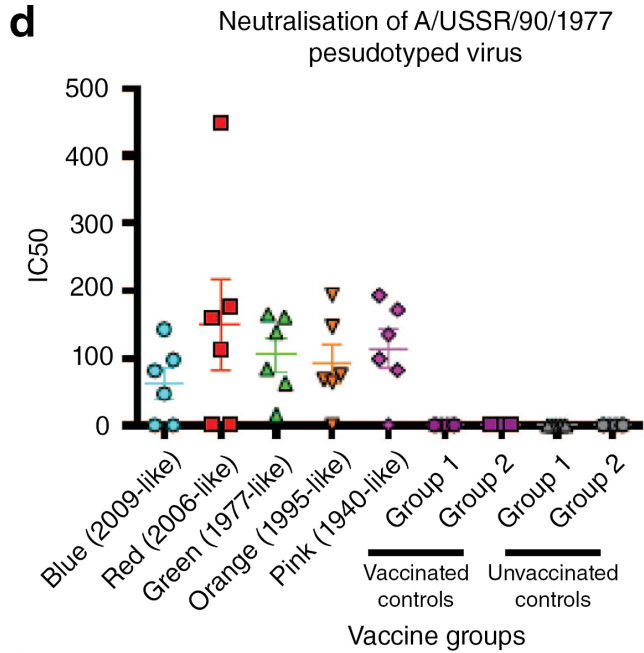 d
Neutralisation of A/USSR/90/1977
pesudotyped virus
500
400
300
200
100
0
IC50
Blue (2009-like)
Red (2006-like)
Green (1977-like)
Orange (1995-like)
Pink (1940-like)
Group 1
Group 2
Group 1
Group 2
Vaccinated
controls
Unvaccinated
controls
Vaccine groups